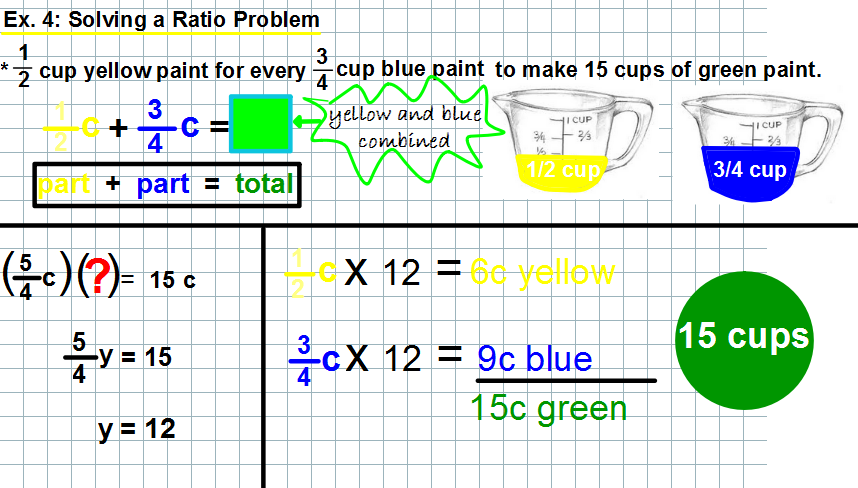 Ex. 4: Solving a Ratio Problem
* 1/2 cup yellow paint for every 3/4 cup blue paint to make 15 cups of green paint.
1/2 c + 3/4 c =
yellow and blue
combined
part + part = total
1 CUP
3/4 2/3
1/2
1/2 cup
1 CUP
3/4 2/3
3/4 cup
(5/4 c)(?) = 15 c
5/4 y = 15
y = 12
1/2 c X 12 = 6c yellow
3/4 c X 12 = 9c blue
15c green
15 cups